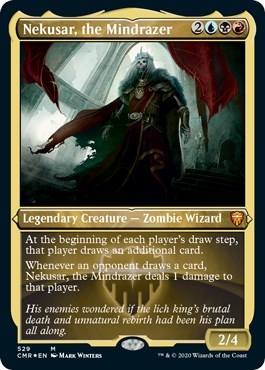 Nekusar, the Mindrazer 2
Legendary Creature — Zombie Wizard
At the beginning of each player's draw step,
that player draws an additional card.
Whenever an opponent draws a card,
Nekusar, the Mindrazer deals 1 damage to
that player.
His enemies wondered if the lich king's brutal
death and unnatural rebirth had been his plan
all along.
529 M
CMR ★ EN MARK WINTERS
™ & © 2020 Wizards of the Coast
2/4